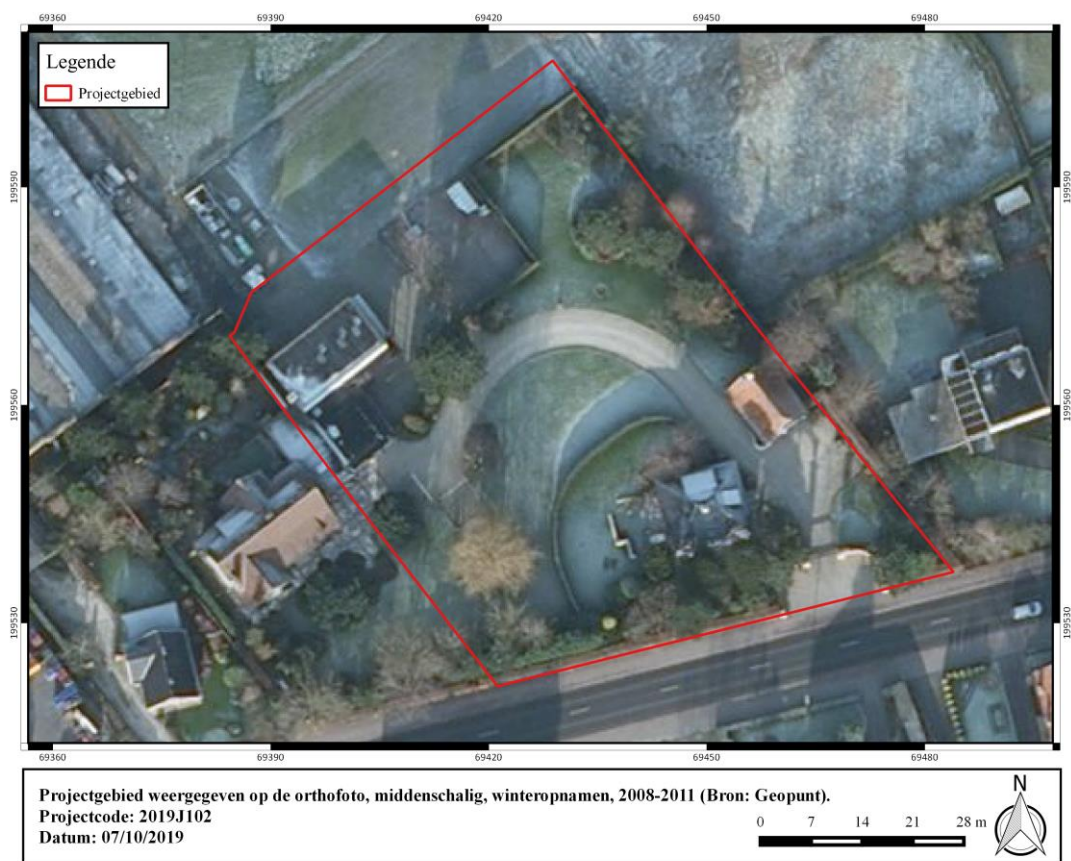 69360 69390 69420 69450 69480
Legende
Projectgebied
199590 199590
199560 199560
199530 199530
69360 69390 69420 69450 69480
Projectgebied weergegeven op de orthofoto, middenschalig, winteropnamen, 2008-2011 (Bron: Geopunt).
Projectcode: 2019J102
Datum: 07/10/2019
0 7 14 21 28 m
N